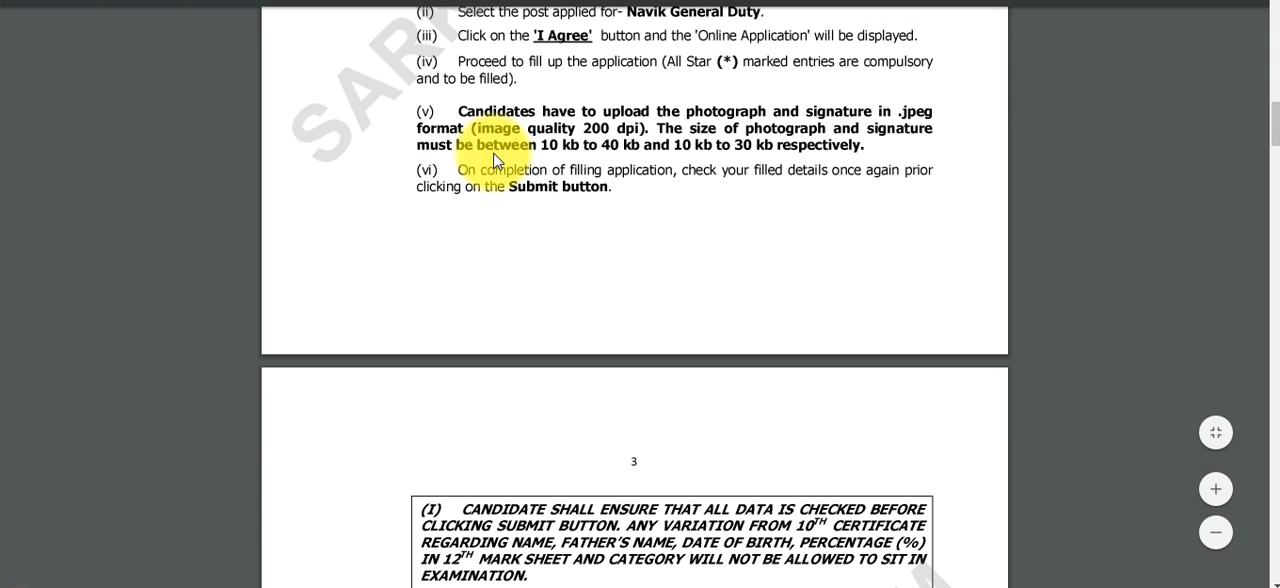 (ii) Select the post applied for- Navik General Duty.
(iii) Click on the 'I Agree' button and the 'Online Application' will be displayed.
(iv) Proceed to fill up the application (All Star (*) marked entries are compulsory
and to be filled).
(v) Candidates have to upload the photograph and signature in .jpeg
format (image quality 200 dpi). The size of photograph and signature
must be between 10 kb to 40 kb and 10 kb to 30 kb respectively.
(vi) On completion of filling application, check your filled details once again prior
clicking on the Submit button.
3
(I) CANDIDATE SHALL ENSURE THAT ALL DATA IS CHECKED BEFORE
CLICKING SUBMIT BUTTON. ANY VARIATION FROM 10TH CERTIFICATE
REGARDING NAME, FATHER'S NAME, DATE OF BIRTH, PERCENTAGE (%)
IN 12TH MARK SHEET AND CATEGORY WILL NOT BE ALLOWED TO SIT IN
EXAMINATION.